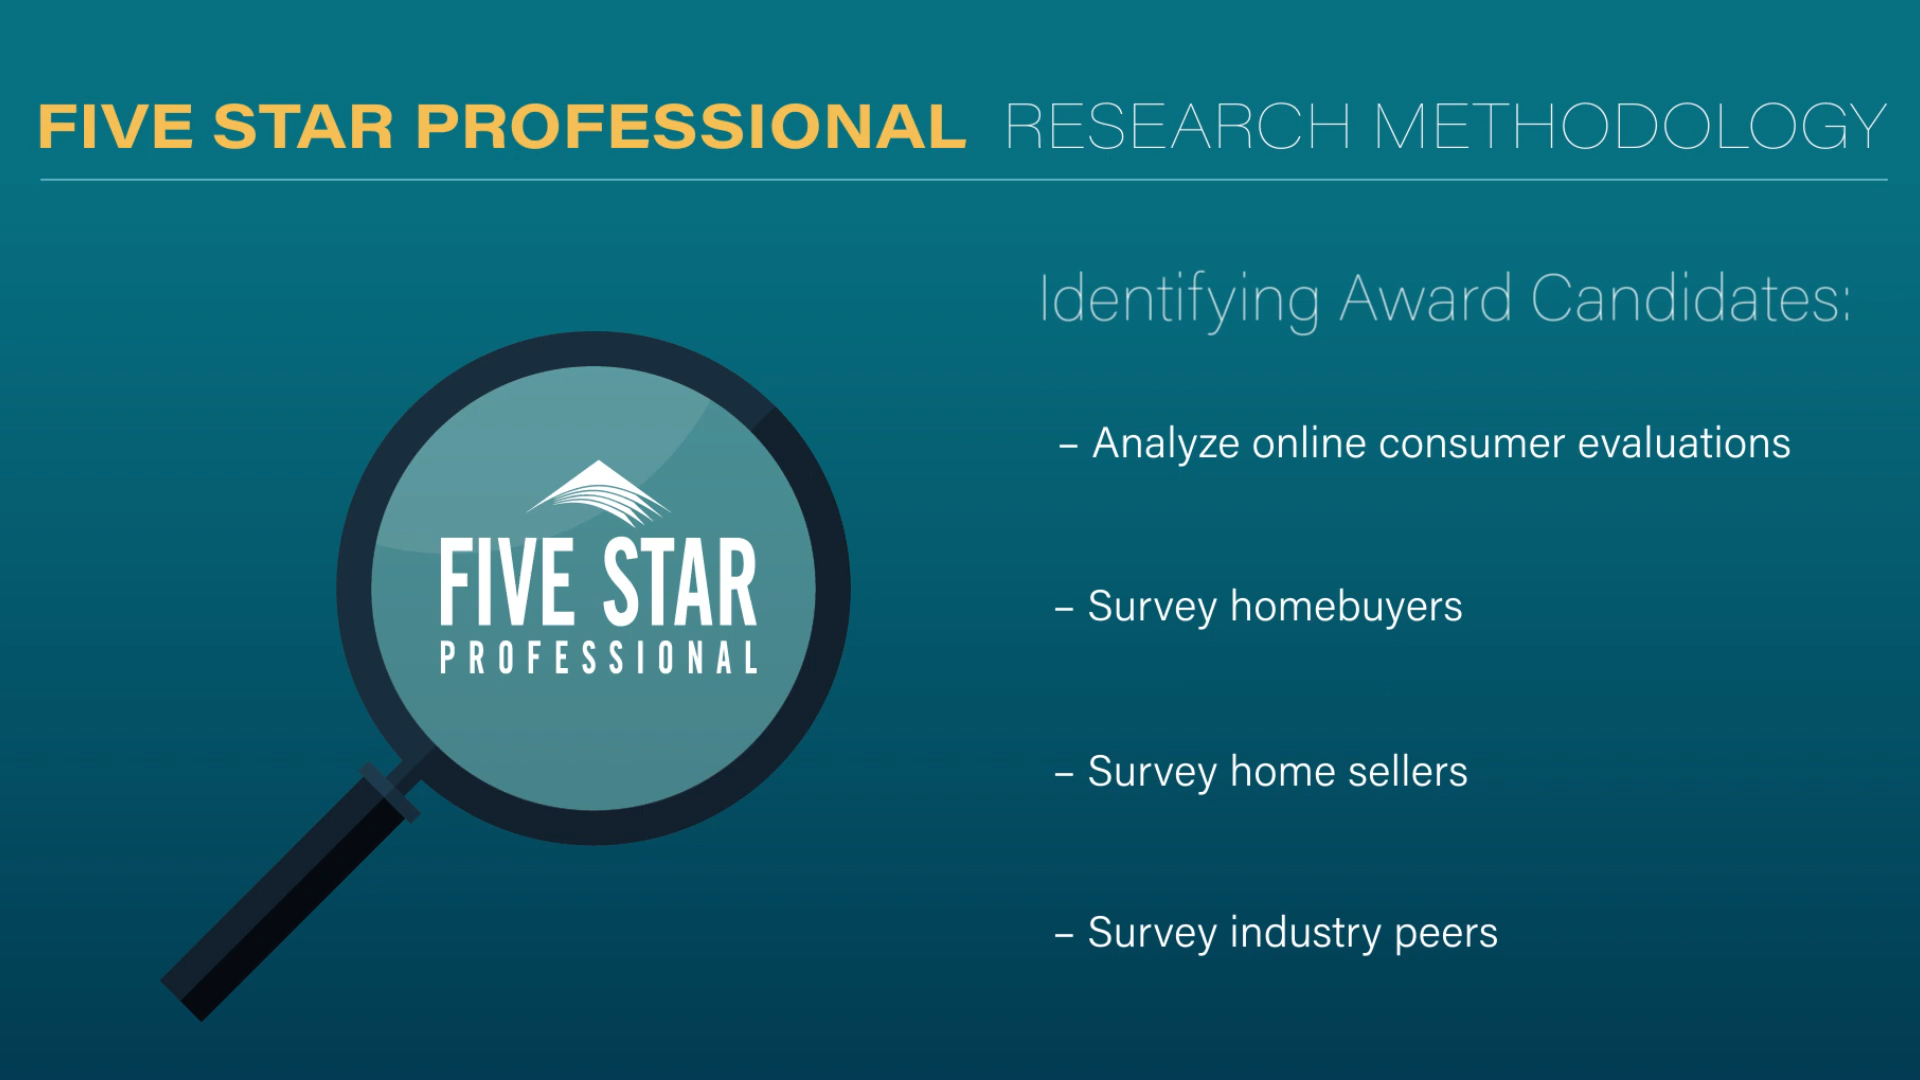 FIVE STAR PROFESSIONAL RESEARCH METHODOLOGY
Identifying Award Candidates:
– Analyze online consumer evaluations
– Survey homebuyers
– Survey home sellers
– Survey industry peers
FIVE STAR
PROFESSIONAL